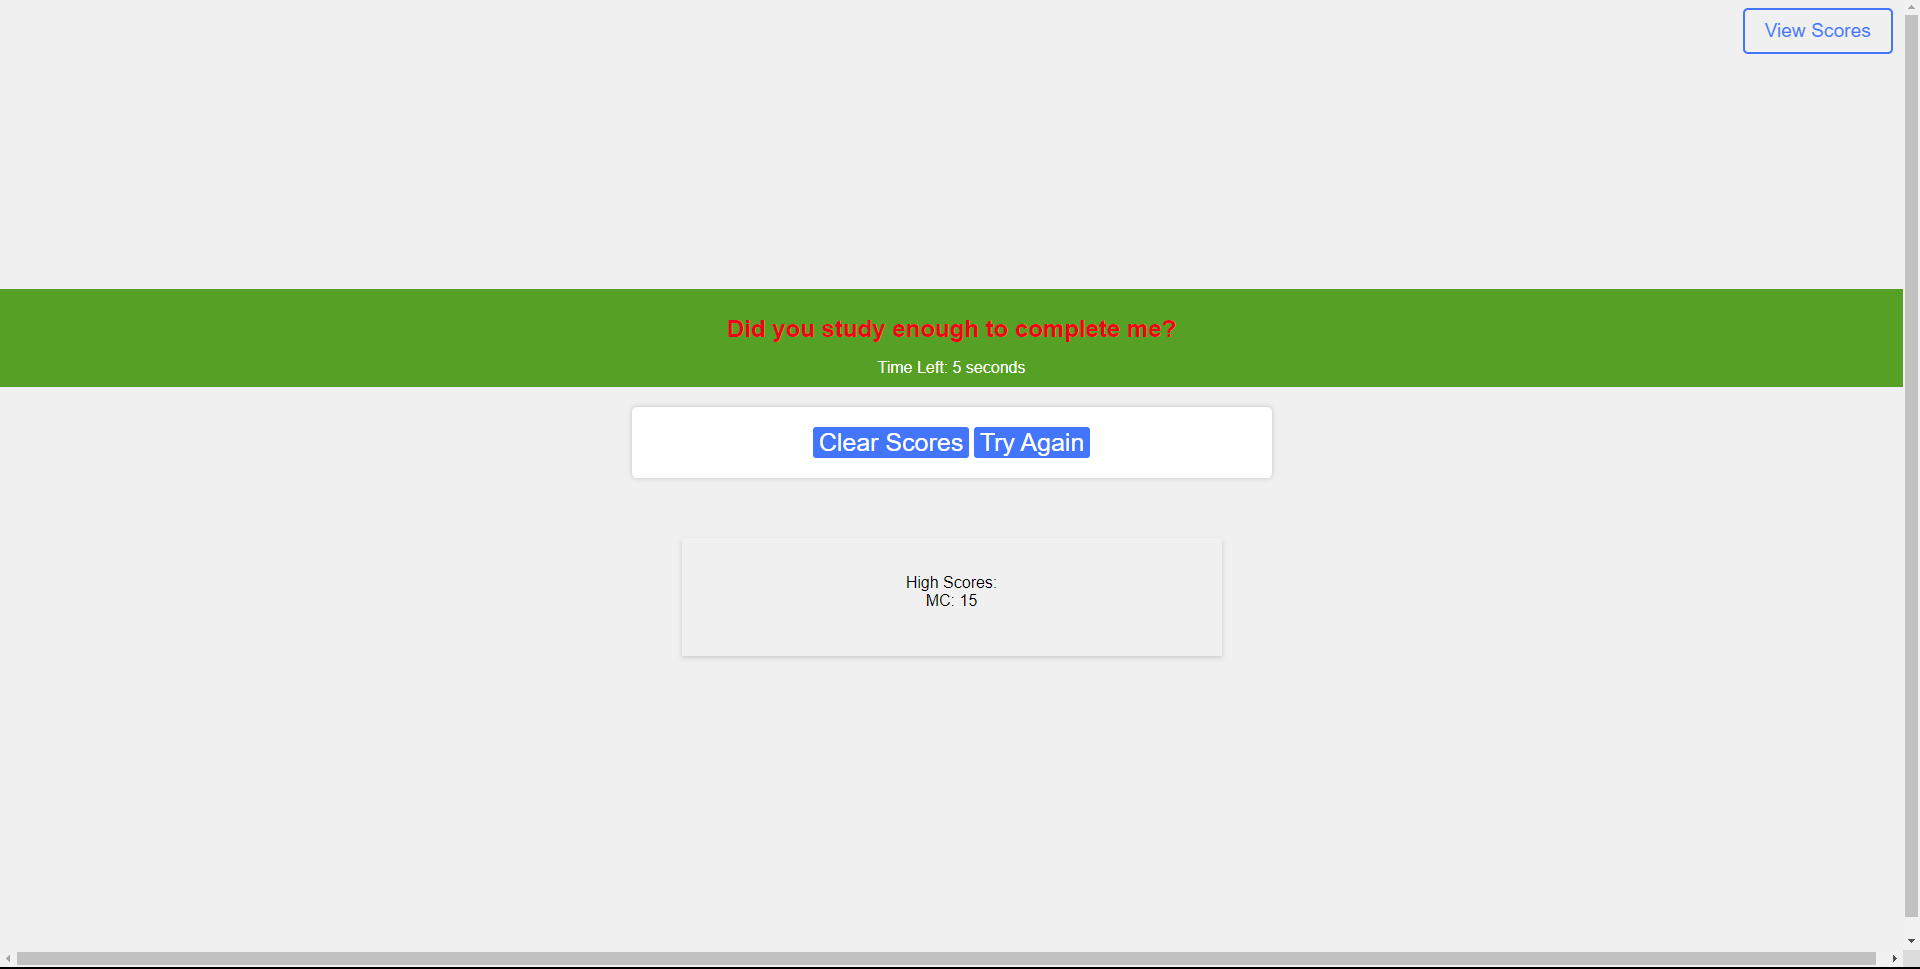 View Scores
Did you study enough to complete me?
Time Left: 5 seconds
Clear Scores Try Again
High Scores:
MC: 15